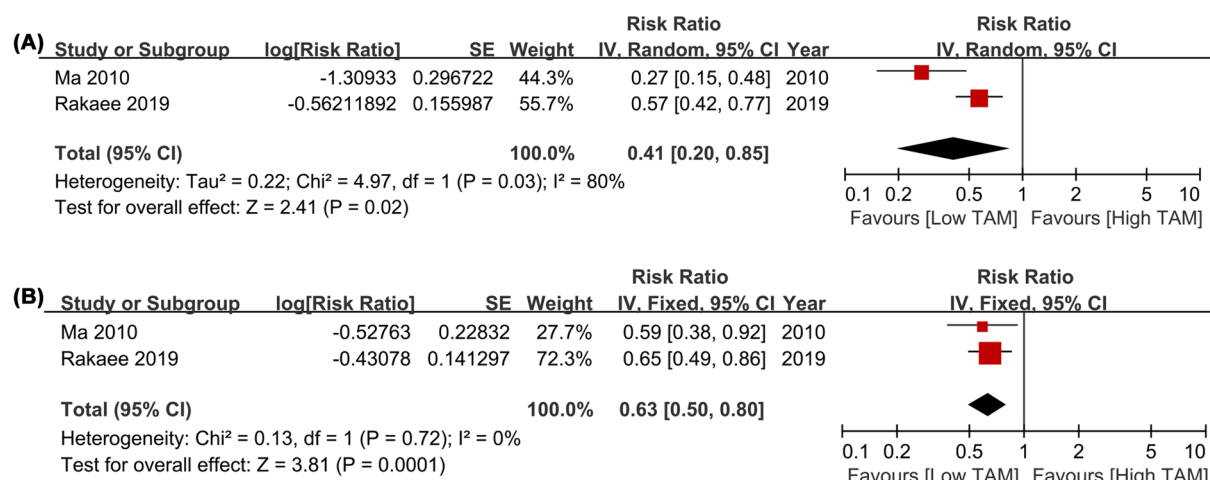 (A)
Risk Ratio Risk Ratio
Study or Subgroup log[Risk Ratio] SE Weight IV, Random, 95% CI Year IV, Random, 95% CI
Ma 2010 -1.30933 0.296722 44.3% 0.27 [0.15, 0.48] 2010
Rakaee 2019 -0.56211892 0.155987 55.7% 0.57 [0.42, 0.77] 2019
Total (95% CI) 100.0% 0.41 [0.20, 0.85]
Heterogeneity: Tau² = 0.22; Chi² = 4.97, df = 1 (P = 0.03); I² = 80%
Test for overall effect: Z = 2.41 (P = 0.02)
0.1 0.2 0.5 1 2 5 10
Favours [Low TAM] Favours [High TAM]
(B)
Risk Ratio Risk Ratio
Study or Subgroup log[Risk Ratio] SE Weight IV, Fixed, 95% CI Year IV, Fixed, 95% CI
Ma 2010 -0.52763 0.22832 27.7% 0.59 [0.38, 0.92] 2010
Rakaee 2019 -0.43078 0.141297 72.3% 0.65 [0.49, 0.86] 2019
Total (95% CI) 100.0% 0.63 [0.50, 0.80]
Heterogeneity: Chi² = 0.13, df = 1 (P = 0.72); I² = 0%
Test for overall effect: Z = 3.81 (P = 0.0001)
0.1 0.2 0.5 1 2 5 10
Favours [Low TAM] Favours [High TAM]